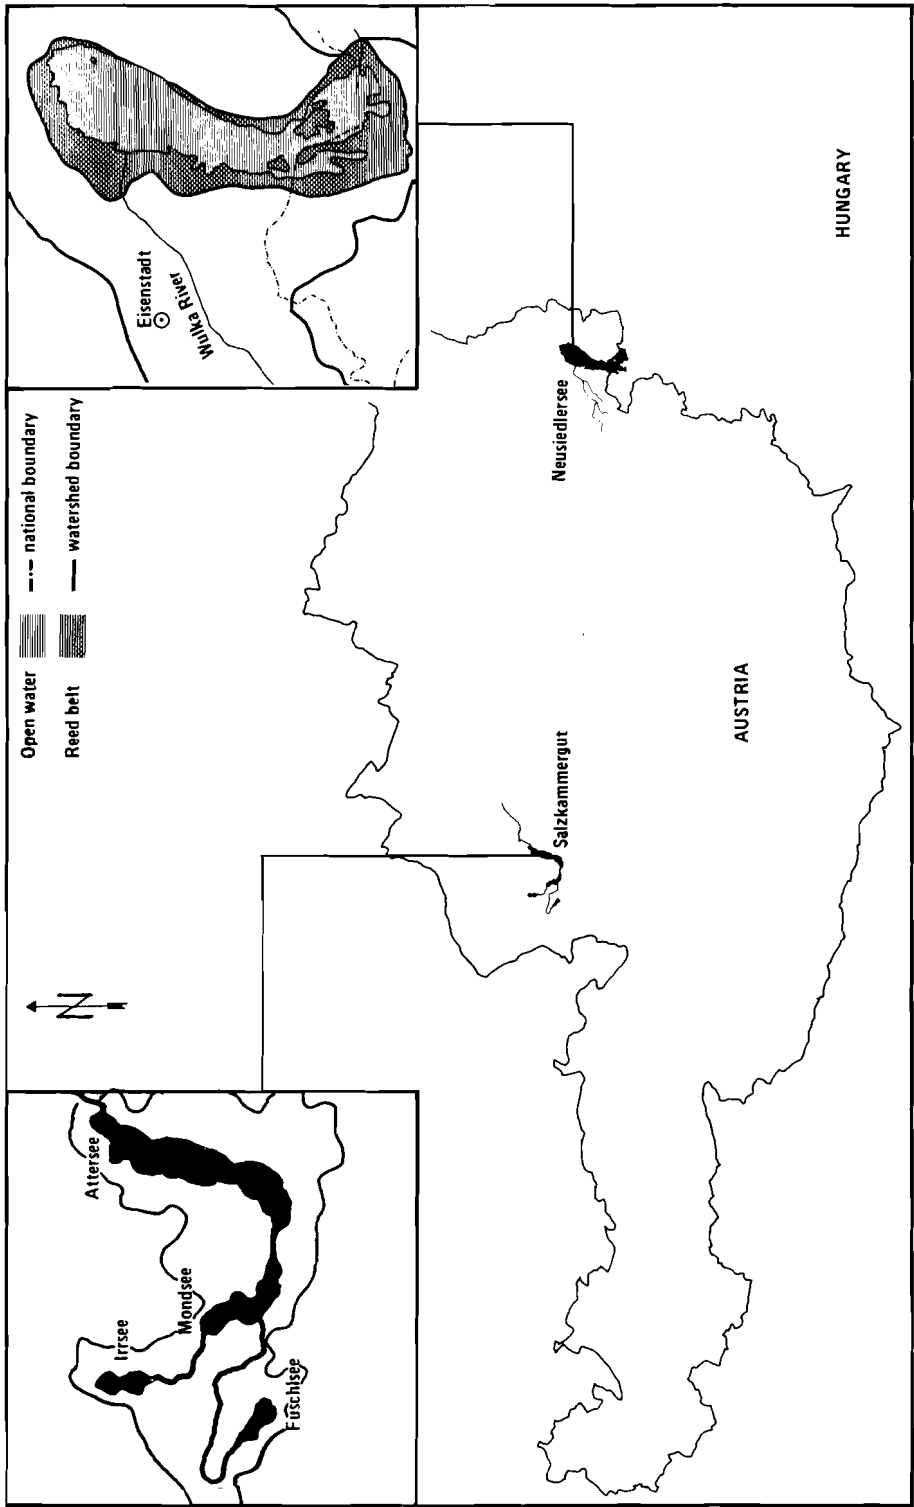 Attersee
Irrsee
Mondsee
Fuschlsee
N
Open water
national boundary
Reed belt
watershed boundary
Eisenstadt
Wulka River
Salzkammergut
Neusiedlersee
AUSTRIA
HUNGARY